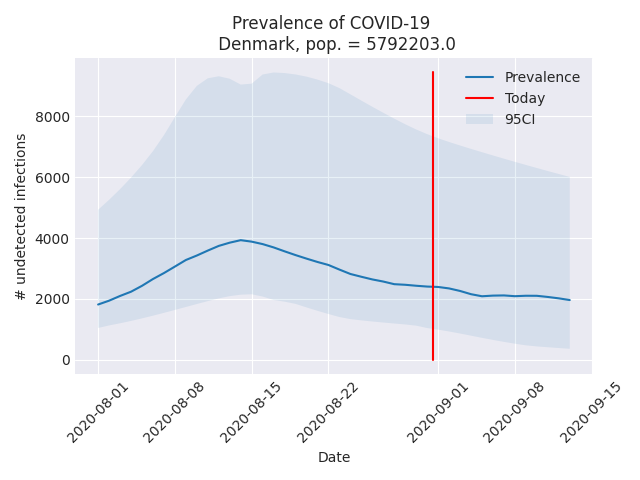 Prevalence of COVID-19
Denmark, pop. = 5792203.0
Prevalence
Today
95CI
# undetected infections
8000
6000
4000
2000
0
2020-08-01
2020-08-08
2020-08-15
2020-08-22
2020-09-01
2020-09-08
2020-09-15
Date